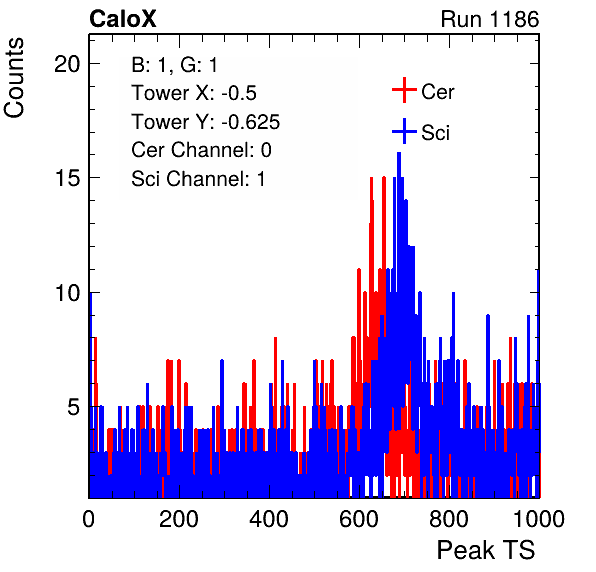 CaloX Run 1186
Counts
20
15
10
5
B: 1, G: 1
Tower X: -0.5
Tower Y: -0.625
Cer Channel: 0
Sci Channel: 1
Cer
Sci
0 200 400 600 800 1000
Peak TS